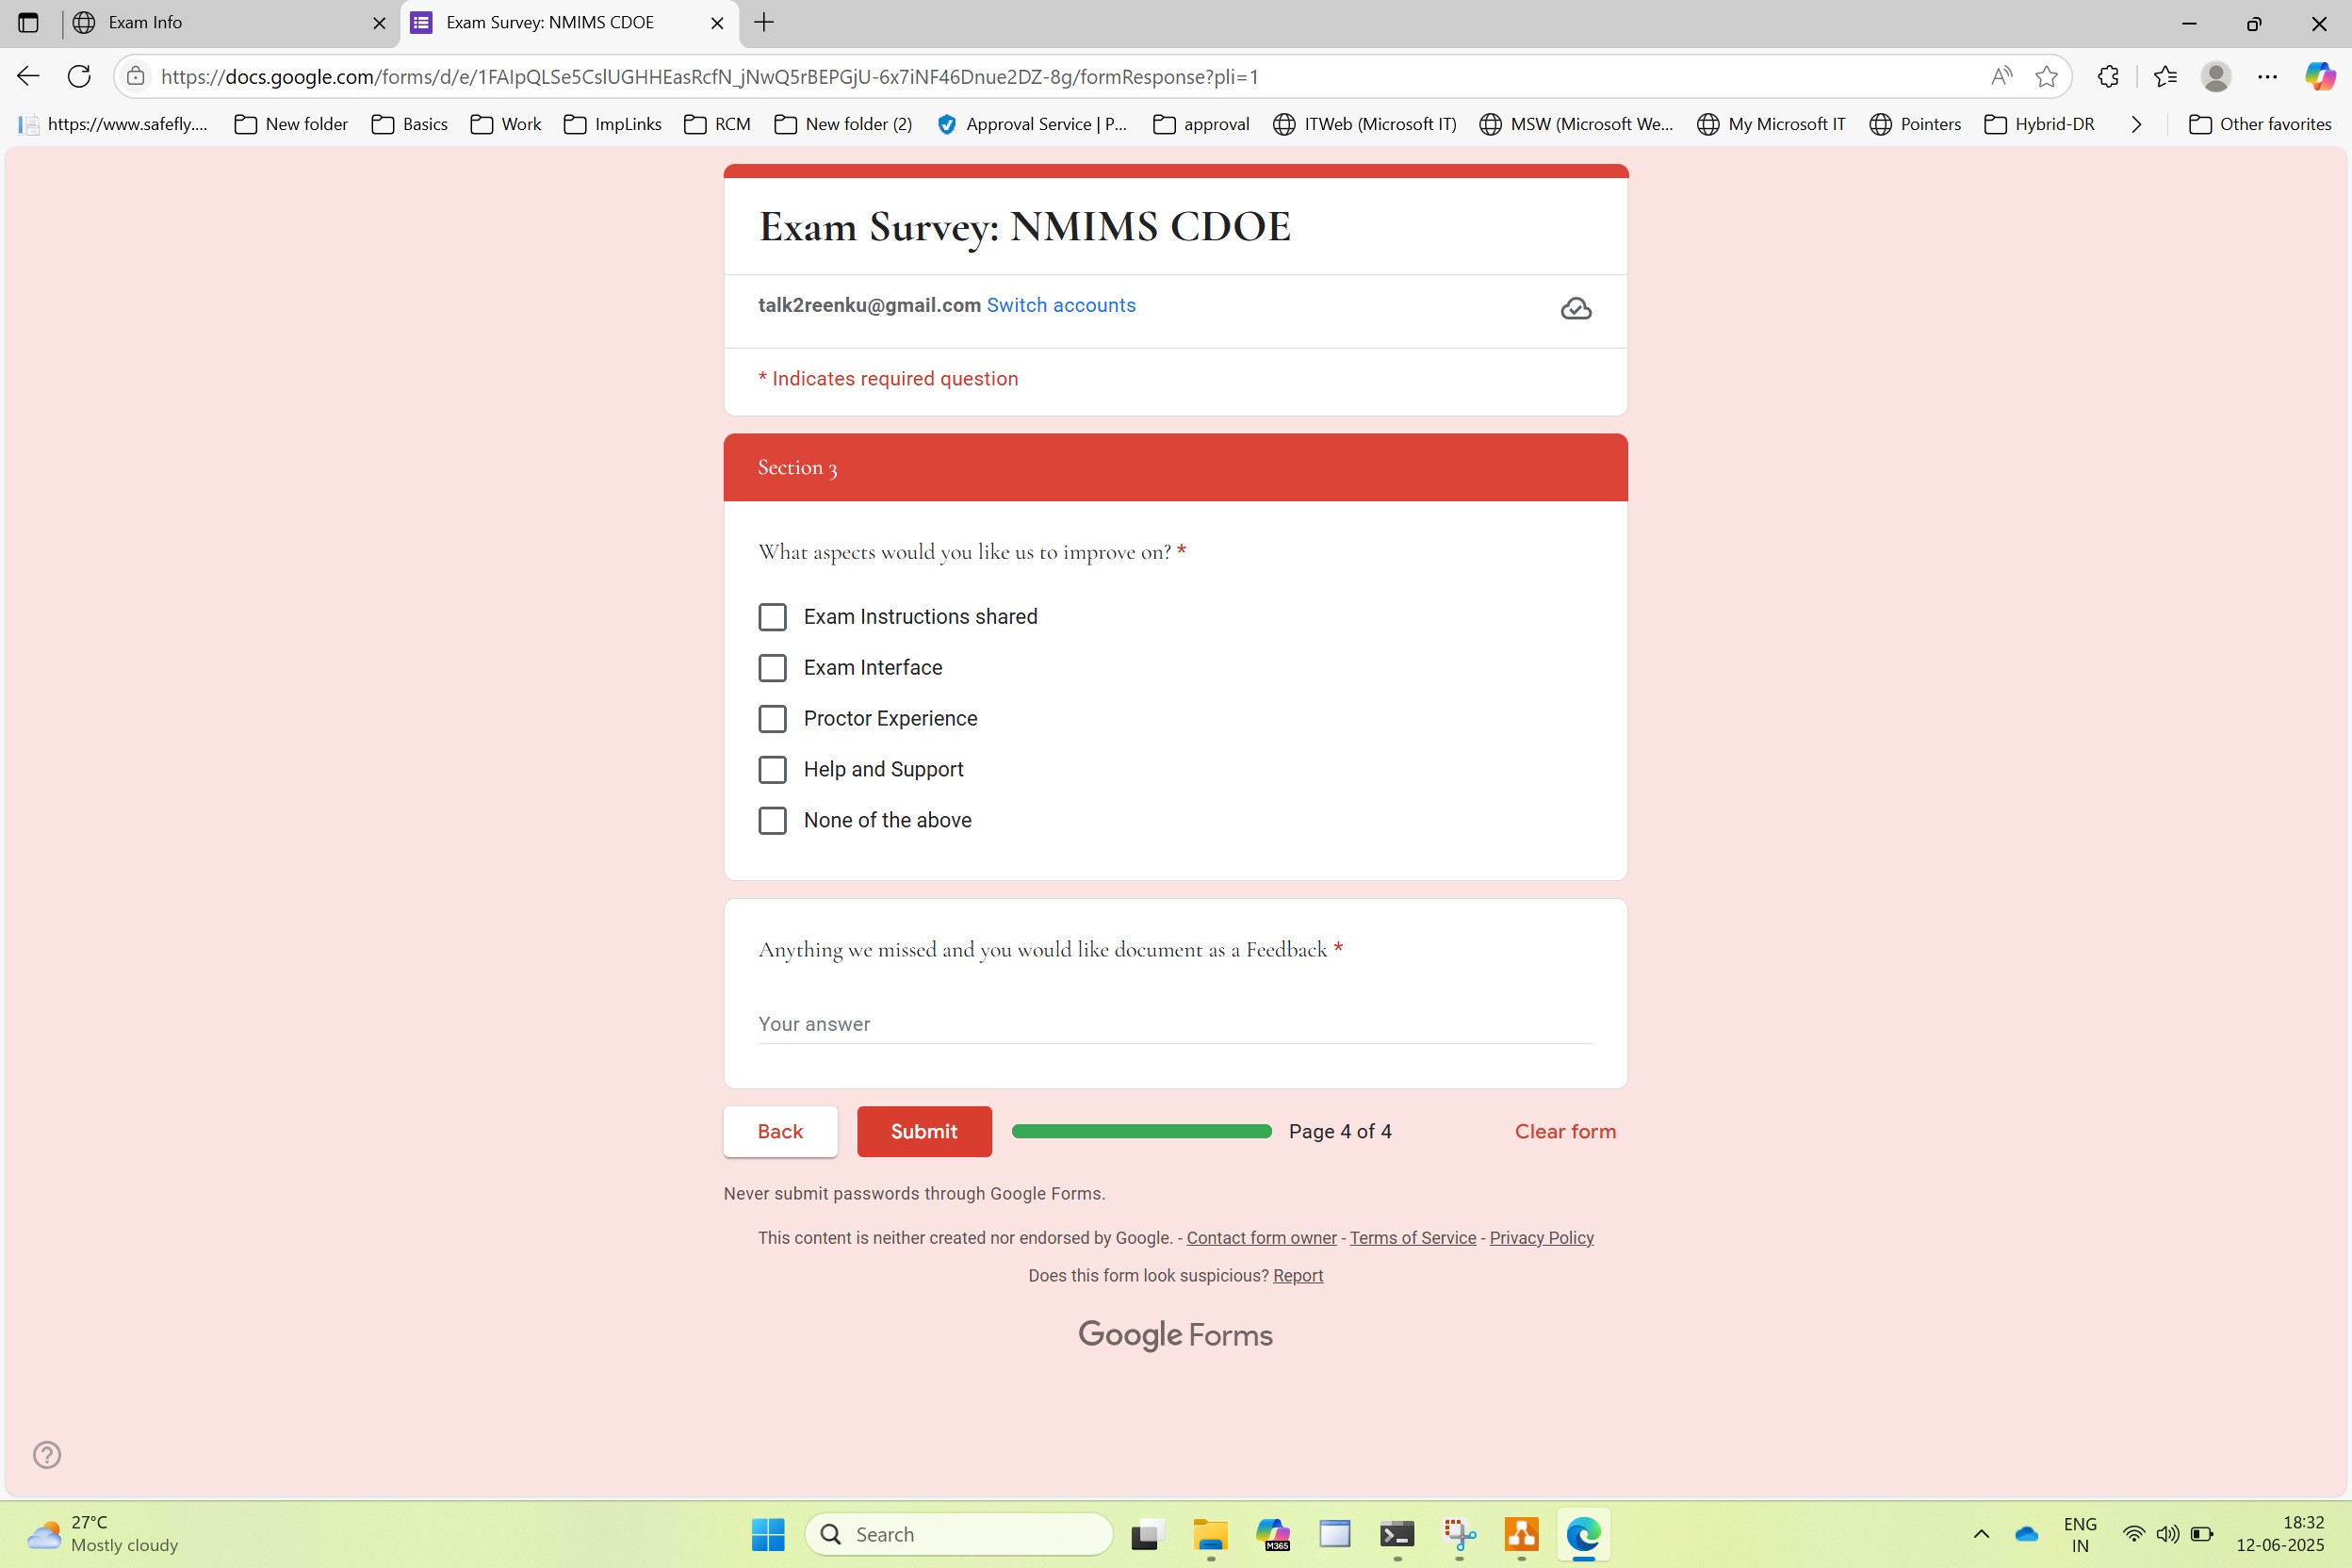 Exam Info
Exam Survey: NMIMS CDOE
https://docs.google.com/forms/d/e/1FAIpQLSe5CslUGHHEasRcfN_jNwQ5rBEPGjU-6x7iNF46Dnue2DZ-8g/formResponse?pli=1
https://www.safefly.... New folder Basics Work ImpLinks RCM New folder (2) Approval Service | P... approval ITWeb (Microsoft IT) MSW (Microsoft We... My Microsoft IT Pointers Hybrid-DR Other favorites
Exam Survey: NMIMS CDOE
talk2reenku@gmail.com Switch accounts
* Indicates required question
Section 3
What aspects would you like us to improve on? *
Exam Instructions shared
Exam Interface
Proctor Experience
Help and Support
None of the above
Anything we missed and you would like document as a Feedback *
Your answer
Back Submit Page 4 of 4 Clear form
Never submit passwords through Google Forms.
This content is neither created nor endorsed by Google. - Contact form owner - Terms of Service - Privacy Policy
Does this form look suspicious? Report
Google Forms
27°C
Mostly cloudy
Search
M365
ENG
IN
18:32
12-06-2025